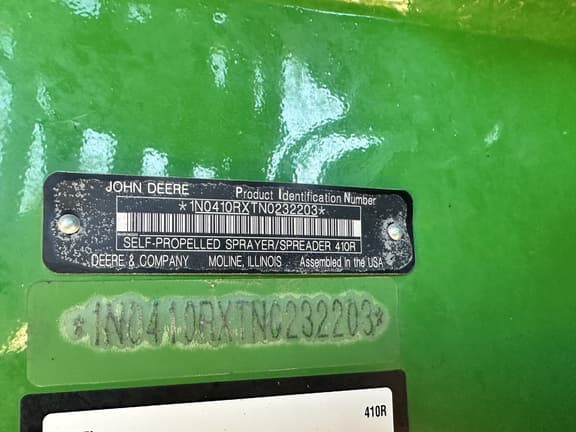 JOHN DEERE Product Identification Number
*1N0410RXTN0232203*
SELF-PROPELLED SPRAYER/SPREADER 410R
DEERE & COMPANY MOLINE, ILLINOIS Assembled in the USA
*1N0410RXTN0232203*
410R